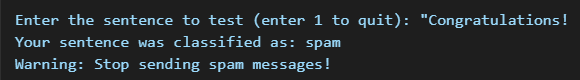 Enter the sentence to test (enter 1 to quit): "Congratulations!
Your sentence was classified as: spam
Warning: Stop sending spam messages!